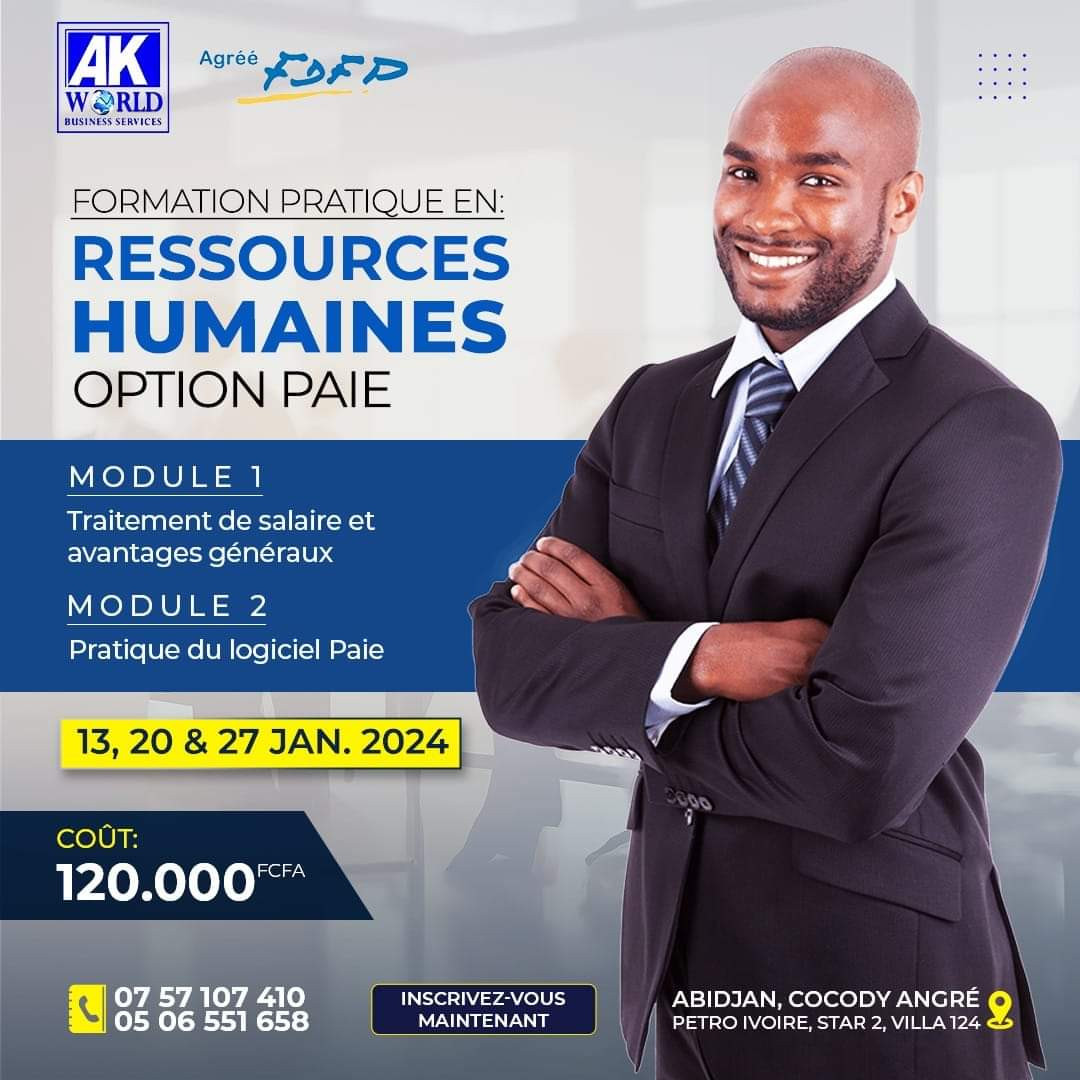 AK
WORLD
BUSINESS SERVICES
Agréé FDFP
FORMATION PRATIQUE EN:
RESSOURCES
HUMAINES
OPTION PAIE
MODULE 1
Traitement de salaire et
avantages généraux
MODULE 2
Pratique du logiciel Paie
13, 20 & 27 JAN. 2024
COÛT:
120.000 FCFA
07 57 107 410
05 06 551 658
INSCRIVEZ-VOUS
MAINTENANT
ABIDJAN, COCODY ANGRÉ
PETRO IVOIRE, STAR 2, VILLA 124